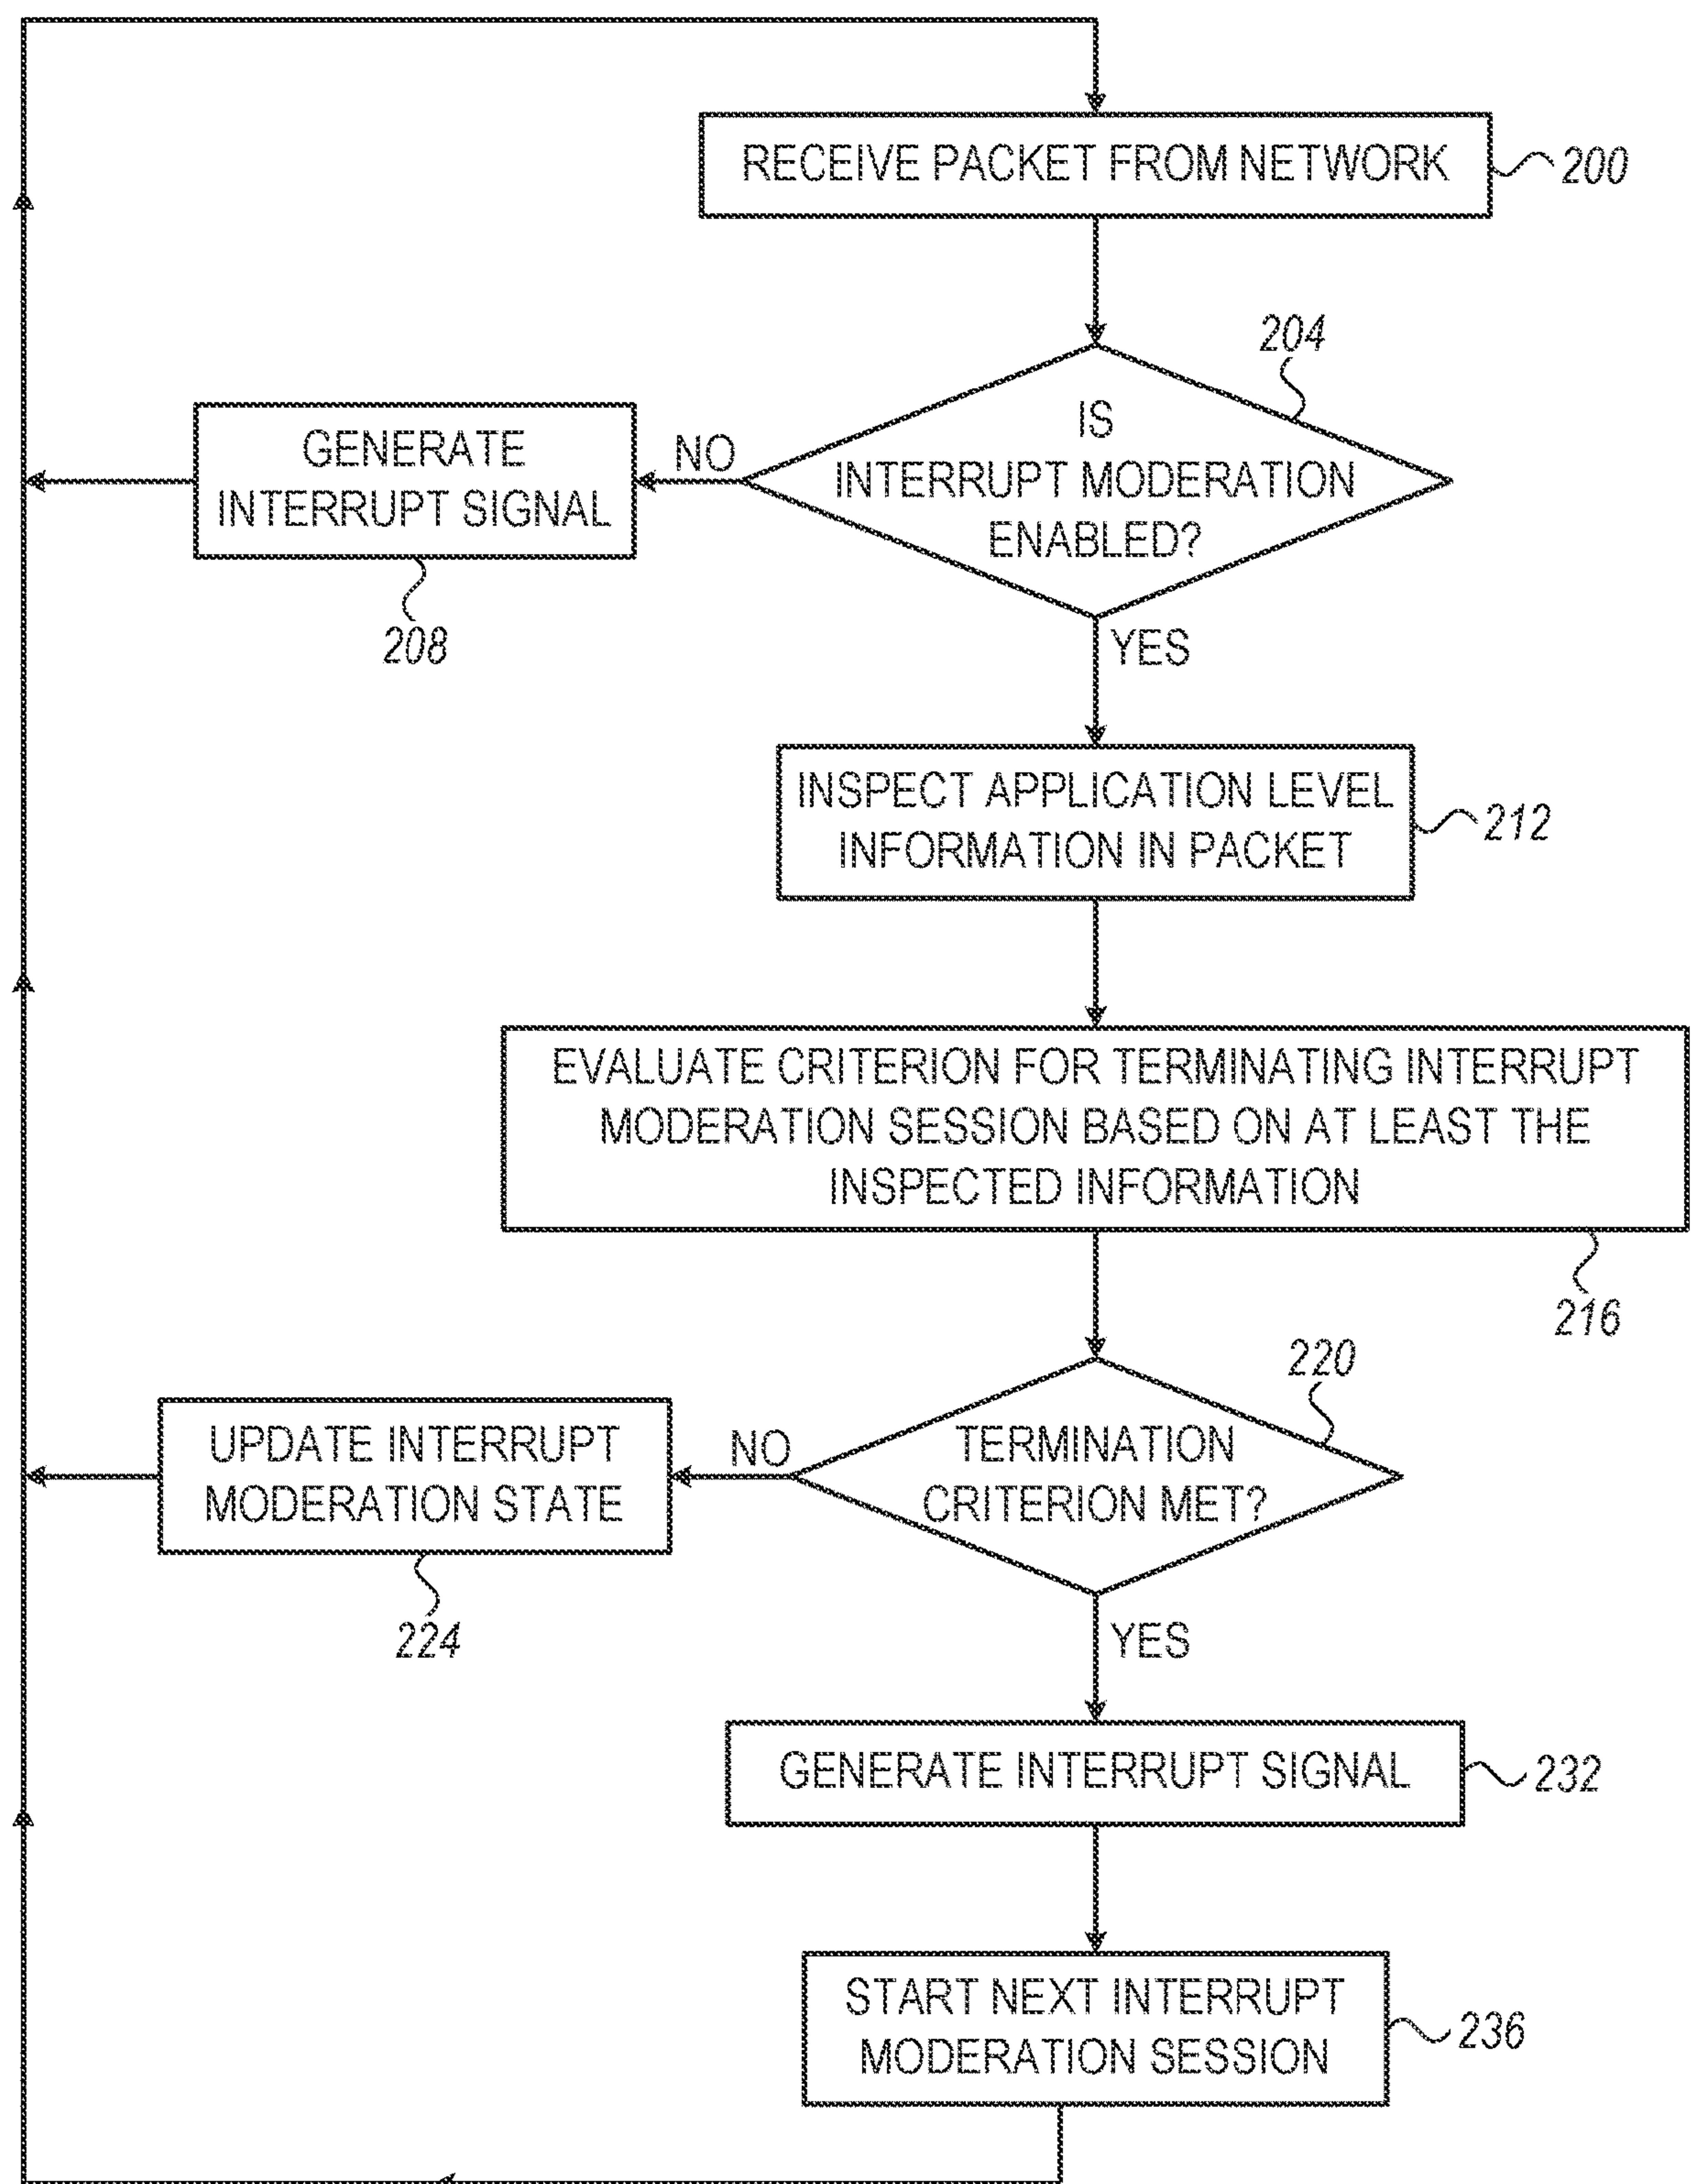 RECEIVE PACKET FROM NETWORK
200
204
IS
INTERRUPT MODERATION
ENABLED?
NO
GENERATE
INTERRUPT SIGNAL
208
YES
INSPECT APPLICATION LEVEL
INFORMATION IN PACKET
212
EVALUATE CRITERION FOR TERMINATING INTERRUPT
MODERATION SESSION BASED ON AT LEAST THE
INSPECTED INFORMATION
216
220
TERMINATION
CRITERION MET?
NO
UPDATE INTERRUPT
MODERATION STATE
224
YES
GENERATE INTERRUPT SIGNAL
232
START NEXT INTERRUPT
MODERATION SESSION
236